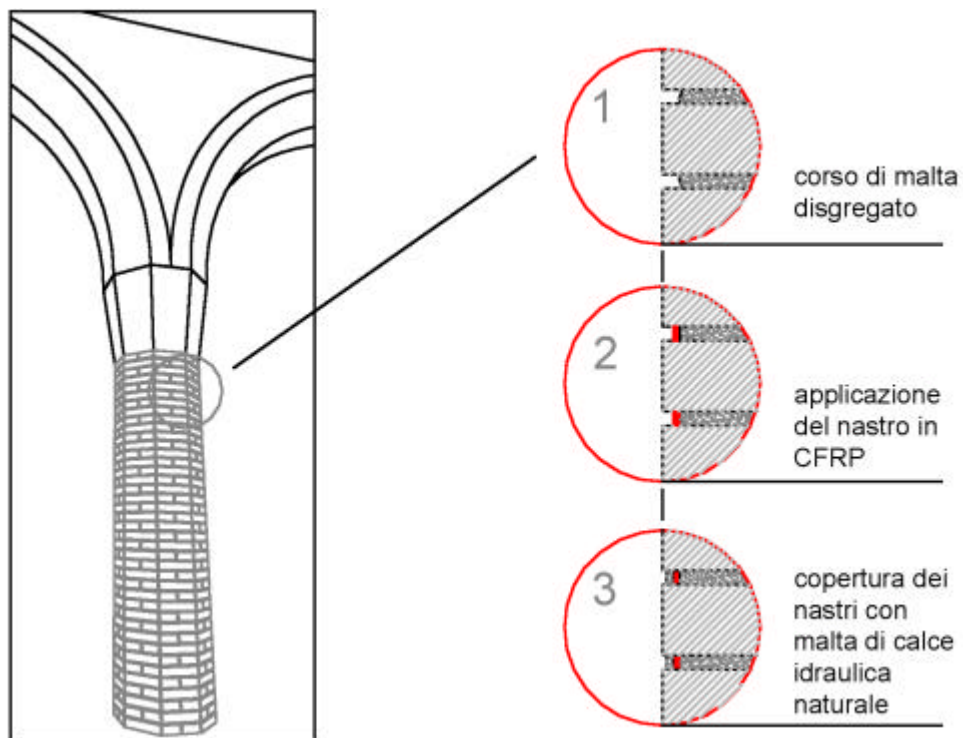 1
corso di malta
disgregato
2
applicazione
del nastro in
CFRP
3
copertura dei
nastri con
malta di calce
idraulica
naturale